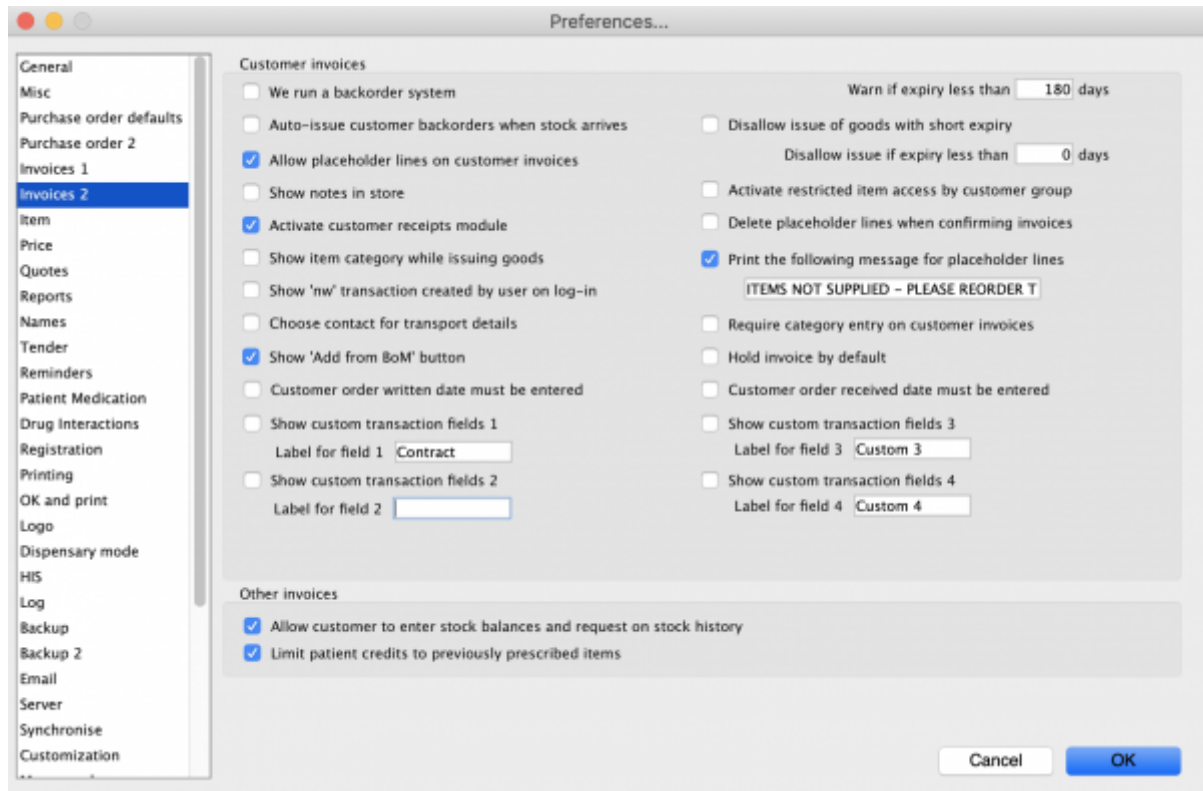 Preferences...
General
Misc
Purchase order defaults
Purchase order 2
Invoices 1
Invoices 2
Item
Price
Quotes
Reports
Names
Tender
Reminders
Patient Medication
Drug Interactions
Registration
Printing
OK and print
Logo
Dispensary mode
HIS
Log
Backup
Backup 2
Email
Server
Synchronise
Customization
Customer invoices
We run a backorder system
Warn if expiry less than 180 days
Auto-issue customer backorders when stock arrives
Disallow issue of goods with short expiry
Allow placeholder lines on customer invoices
Disallow issue if expiry less than 0 days
Show notes in store
Activate restricted item access by customer group
Activate customer receipts module
Delete placeholder lines when confirming invoices
Show item category while issuing goods
Print the following message for placeholder lines
Show 'nw' transaction created by user on log-in
ITEMS NOT SUPPLIED - PLEASE REORDER T
Choose contact for transport details
Require category entry on customer invoices
Show 'Add from BoM' button
Hold invoice by default
Customer order written date must be entered
Customer order received date must be entered
Show custom transaction fields 1
Show custom transaction fields 3
Label for field 1 Contract
Label for field 3 Custom 3
Show custom transaction fields 2
Show custom transaction fields 4
Label for field 2
Label for field 4 Custom 4
Other invoices
Allow customer to enter stock balances and request on stock history
Limit patient credits to previously prescribed items
Cancel OK